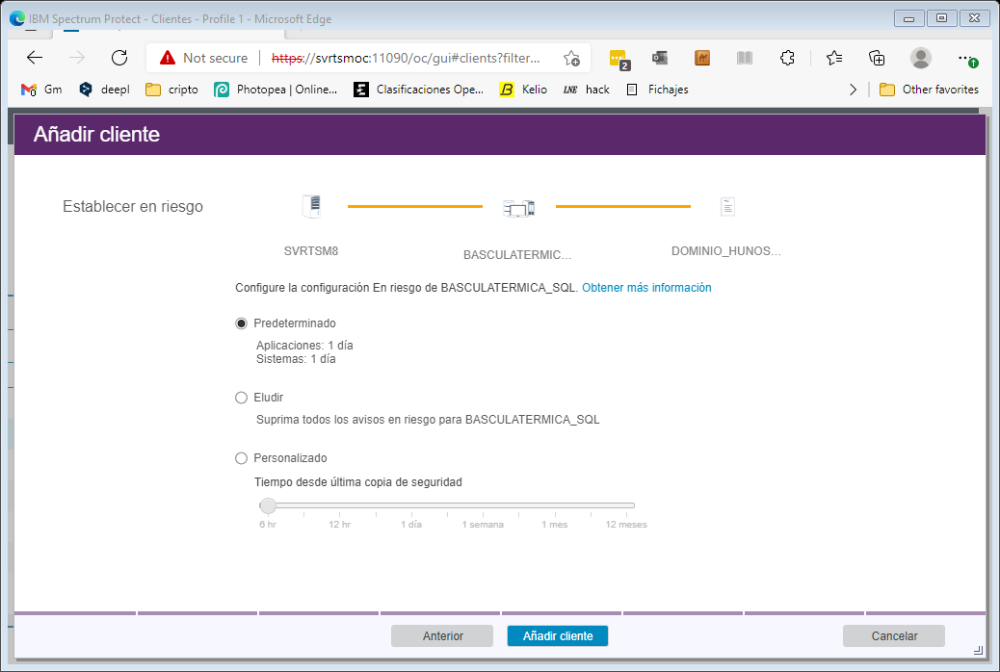 IBM Spectrum Protect - Clientes - Profile 1 - Microsoft Edge
Not secure https://svrtsmoc:11090/oc/gui#clients?filter... 2
Gm deepl cripto Photopea | Online... Clasificaciones Ope... Kelio LNE hack Fichajes Other favorites
Añadir cliente
Establecer en riesgo
SVRTSM8 BASCULATERMIC... DOMINIO_HUNOS...
Configure la configuración En riesgo de BASCULATERMICA_SQL. Obtener más información
Predeterminado
Aplicaciones: 1 día
Sistemas: 1 día
Eludir
Suprima todos los avisos en riesgo para BASCULATERMICA_SQL
Personalizado
Tiempo desde última copia de seguridad
6 hr 12 hr 1 día 1 semana 1 mes 12 meses
Anterior Añadir cliente Cancelar